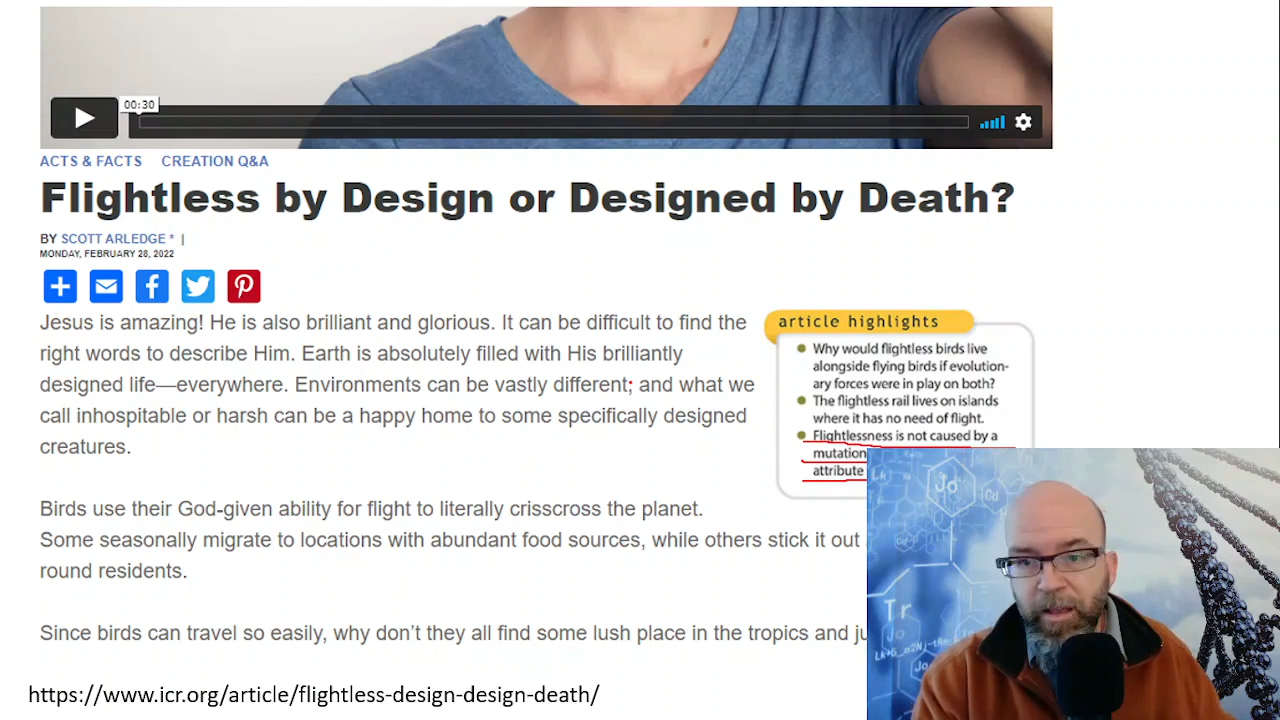 00:30
ACTS & FACTS CREATION Q&A
Flightless by Design or Designed by Death?
BY SCOTT ARLEDGE * |
MONDAY, FEBRUARY 28, 2022
Jesus is amazing! He is also brilliant and glorious. It can be difficult to find the
right words to describe Him. Earth is absolutely filled with His brilliantly
designed life—everywhere. Environments can be vastly different; and what we
call inhospitable or harsh can be a happy home to some specifically designed
creatures.
article highlights
Why would flightless birds live
alongside flying birds if evolution-
ary forces were in play on both?
The flightless rail lives on islands
where it has no need of flight.
Flightlessness is not caused by a
mutation
attribute
Birds use their God-given ability for flight to literally crisscross the planet.
Some seasonally migrate to locations with abundant food sources, while others stick it out
round residents.
Since birds can travel so easily, why don't they all find some lush place in the tropics and
https://www.icr.org/article/flightless-design-design-death/
Jo
Cd
Lk
Tr
Jo